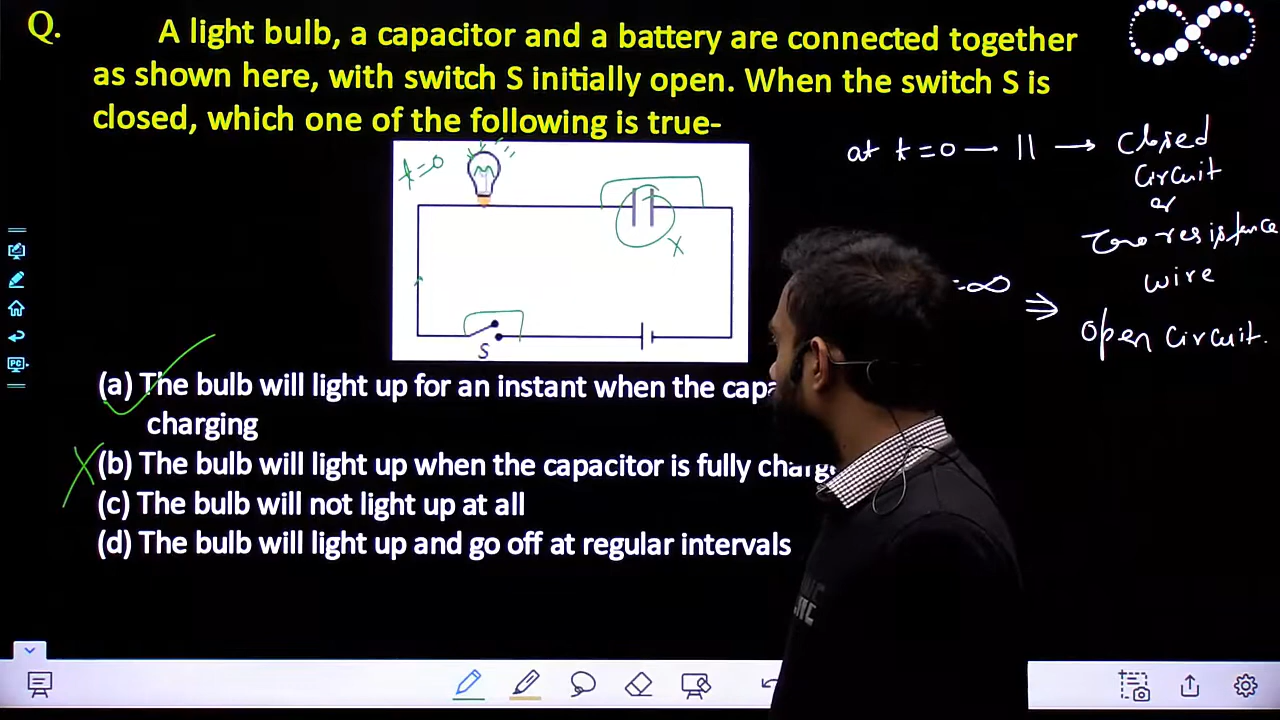 Q. A light bulb, a capacitor and a battery are connected together
as shown here, with switch S initially open. When the switch S is
closed, which one of the following is true-
at t=0 → || → Closed
Circuit
or
Zero resistance
wire
=∞ ⇒ open Circuit.
t=0
X
S
(a) The bulb will light up for an instant when the
charging
(b) The bulb will light up when the capacitor is fully
(c) The bulb will not light up at all
(d) The bulb will light up and go off at regular intervals
PC